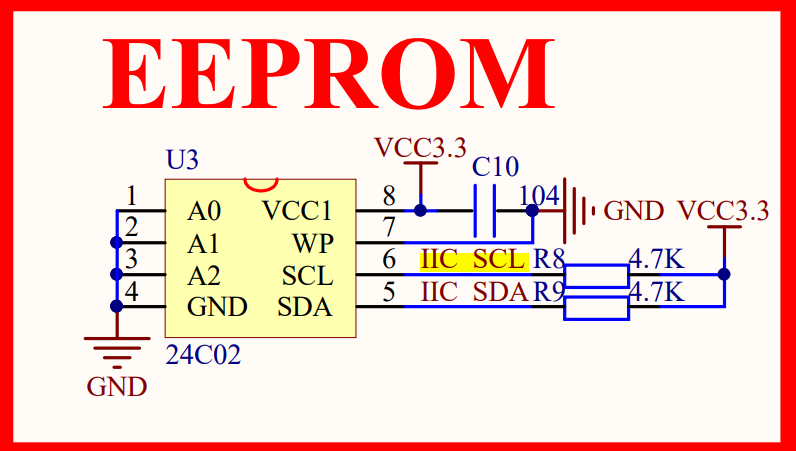 EEPROM
U3
VCC3.3
C10
1 A0 VCC1 8 104 GND VCC3.3
2 A1 WP 7
3 A2 SCL 6 IIC SCL R8 4.7K
4 GND SDA 5 IIC SDA R9 4.7K
24C02
GND